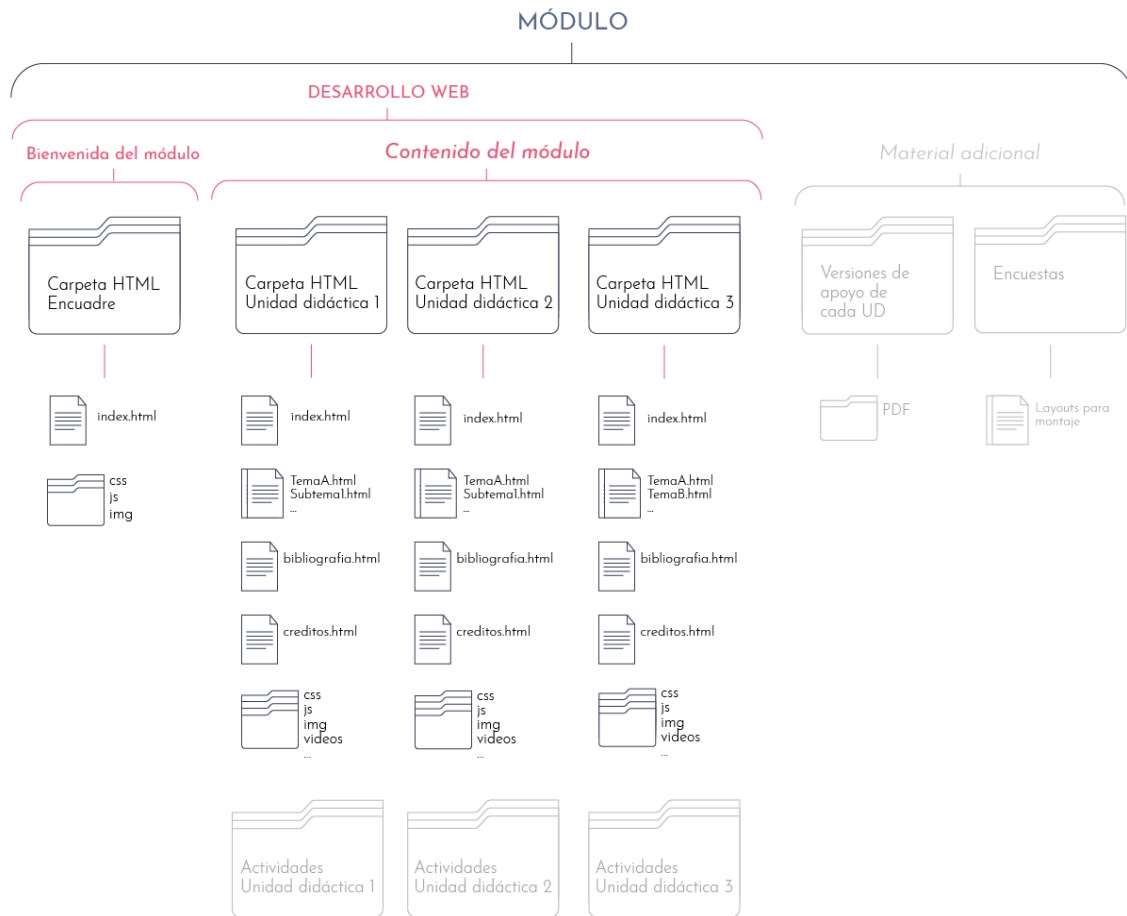 MÓDULO
DESARROLLO WEB
Bienvenida del módulo
Contenido del módulo
Material adicional
Carpeta HTML
Encuadre
Carpeta HTML
Unidad didáctica 1
Carpeta HTML
Unidad didáctica 2
Carpeta HTML
Unidad didáctica 3
Versiones de
apoyo de
cada UD
Encuestas
index.html
css
js
img
index.html
TemaA.html
Subtema1.html
...
bibliografia.html
creditos.html
css
js
img
videos
...
index.html
TemaA.html
Subtema1.html
...
bibliografia.html
creditos.html
css
js
img
videos
...
index.html
TemaA.html
TemaB.html
...
bibliografia.html
creditos.html
css
js
img
videos
...
PDF
Layouts para
montaje
Actividades
Unidad didáctica 1
Actividades
Unidad didáctica 2
Actividades
Unidad didáctica 3